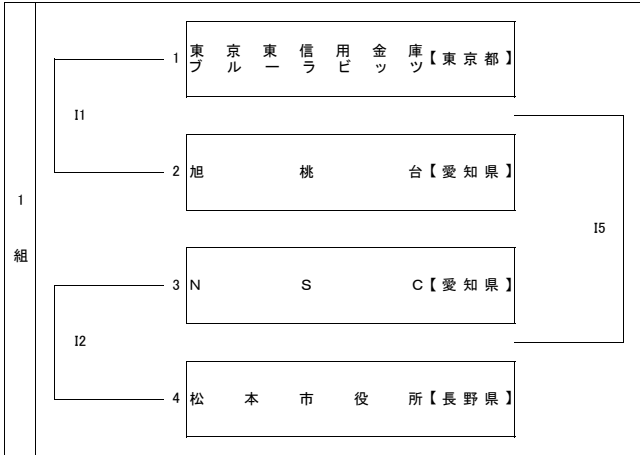 1 東京東信用金庫
ブルーラビッツ【東京都】
I1
2 旭桃台【愛知県】
1組
I5
3 NSC【愛知県】
I2
4 松本市役所【長野県】